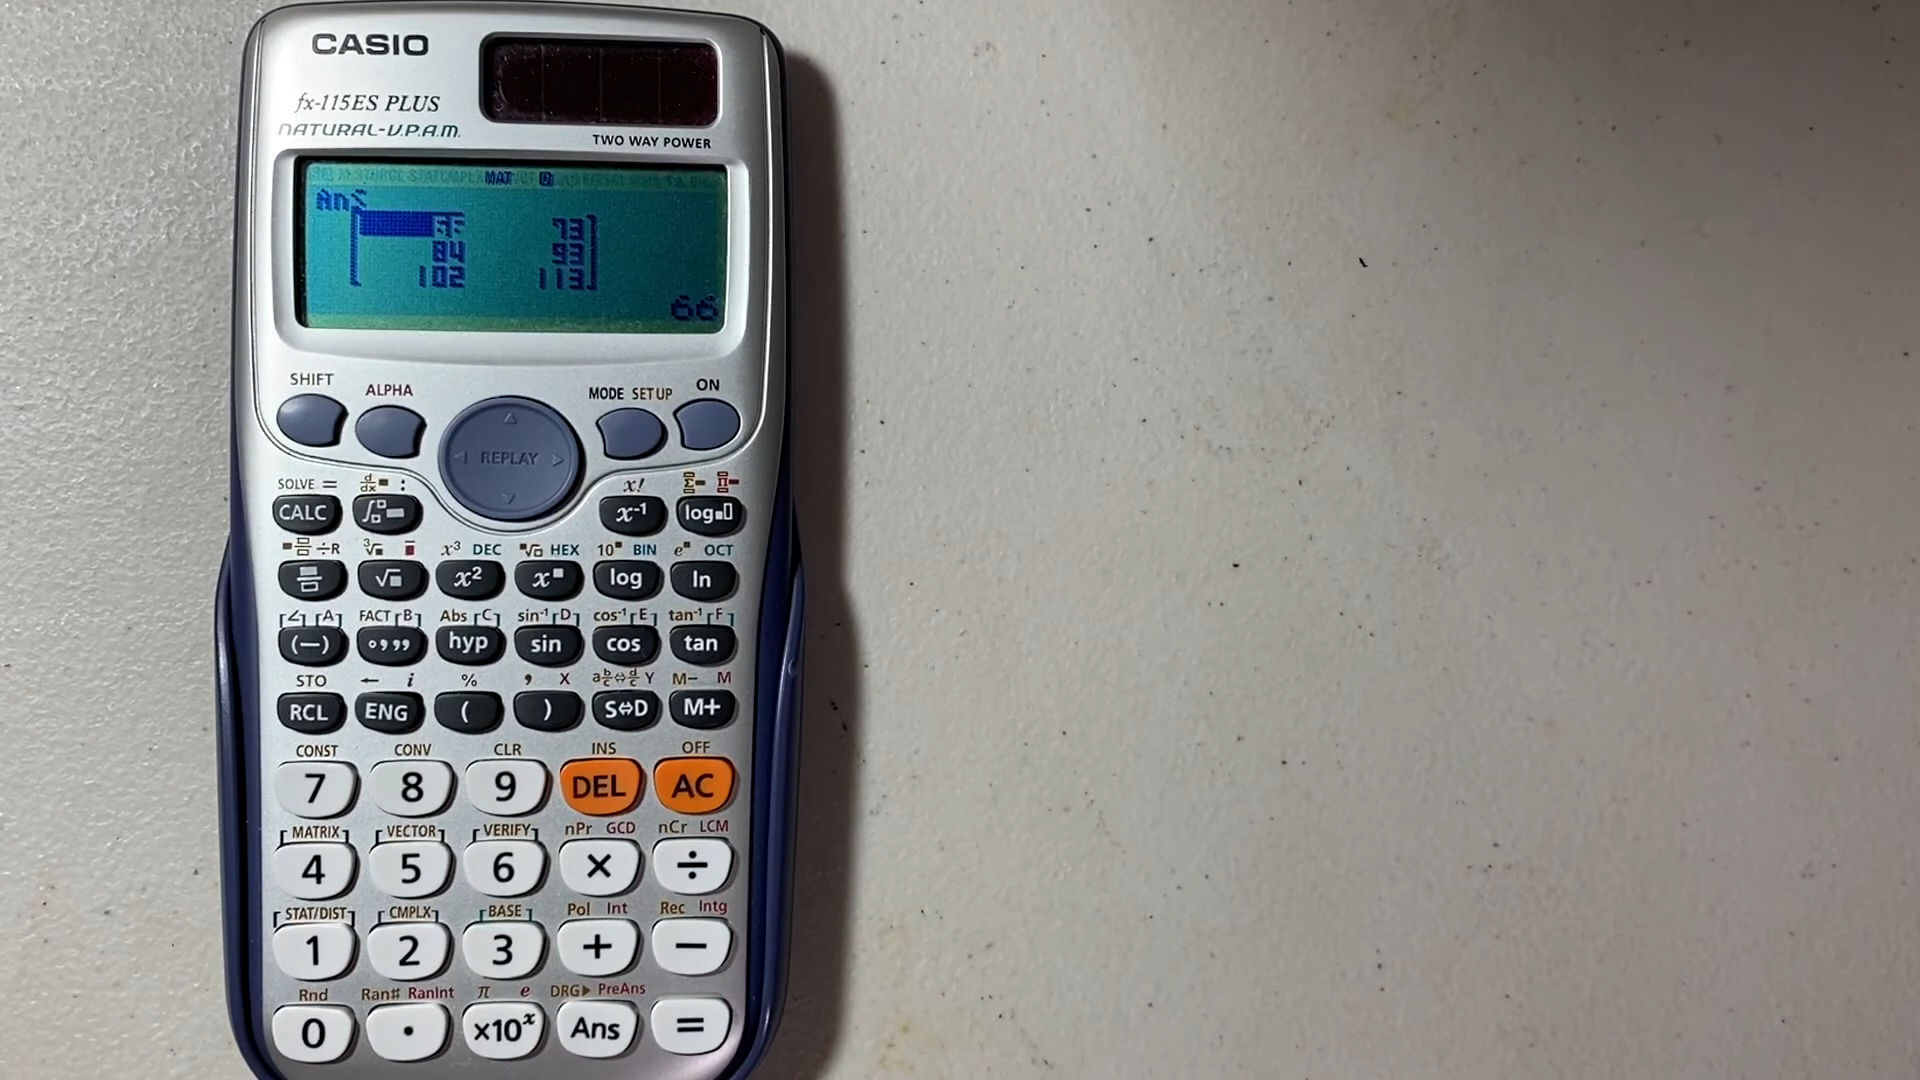 CASIO
fx-115ES PLUS
NATURAL-V.P.A.M.
TWO WAY POWER
MAT D
Ans
66 73
84 93
102 113
66
SHIFT ALPHA MODE SETUP ON
REPLAY
SOLVE = d/dx :  x! Σ Π
CALC ∫ x⁻¹ log
÷R ³√ x³ DEC √ HEX 10 BIN e OCT
√ x² x log ln
∠ A FACT B Abs C sin⁻¹ D cos⁻¹ E tan⁻¹ F
(—) °,,, hyp sin cos tan
STO ← i % , X a b/c⇔d/c Y M− M
RCL ENG ( ) S⇔D M+
CONST CONV CLR INS OFF
7 8 9 DEL AC
MATRIX VECTOR VERIFY nPr GCD nCr LCM
4 5 6 × ÷
STAT/DIST CMPLX BASE Pol Int Rec Intg
1 2 3 + −
Rnd Ran# RanInt π e DRG▶ PreAns
0 . ×10ˣ Ans =